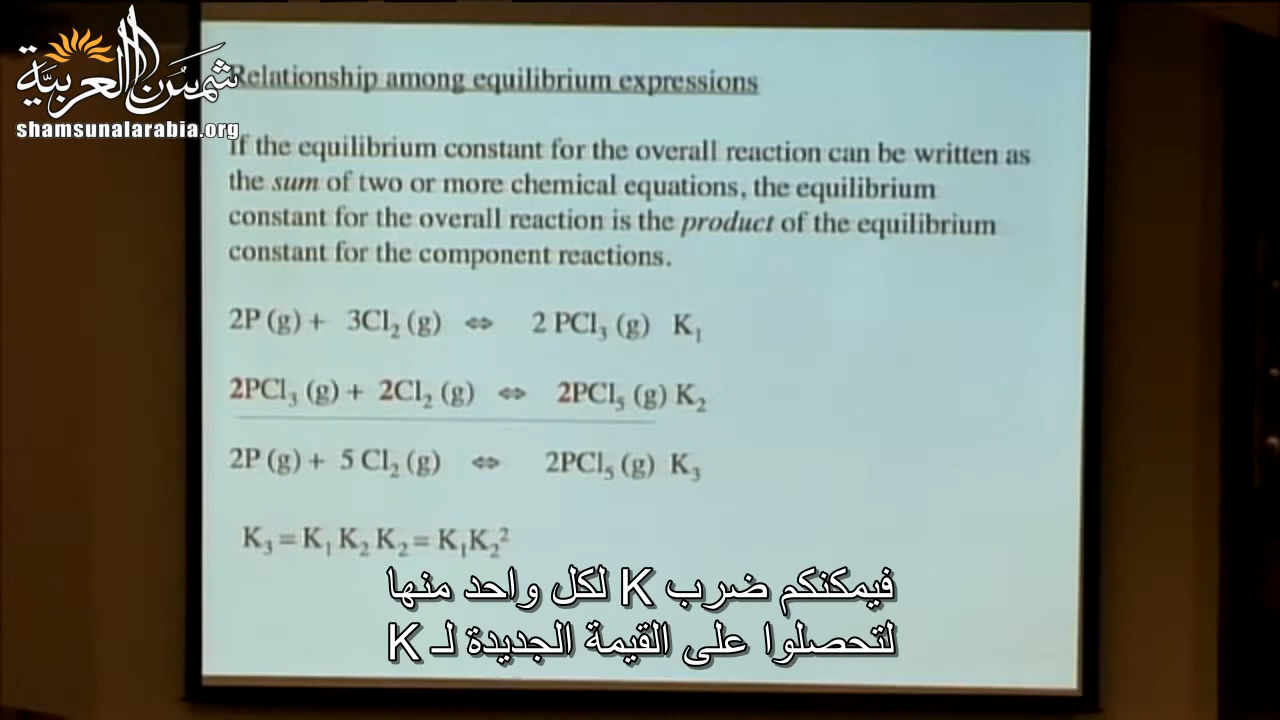 شمس العربية
shamsunalarabia.org
Relationship among equilibrium expressions
If the equilibrium constant for the overall reaction can be written as
the sum of two or more chemical equations, the equilibrium
constant for the overall reaction is the product of the equilibrium
constant for the component reactions.
2P (g) + 3Cl₂ (g) ⇔ 2 PCl₃ (g) K₁
2PCl₃ (g) + 2Cl₂ (g) ⇔ 2PCl₅ (g) K₂
2P (g) + 5 Cl₂ (g) ⇔ 2PCl₅ (g) K₃
K₃ = K₁ K₂ K₂ = K₁K₂²
فيمكنكم ضرب K لكل واحد منها
لتحصلوا على القيمة الجديدة لـ K